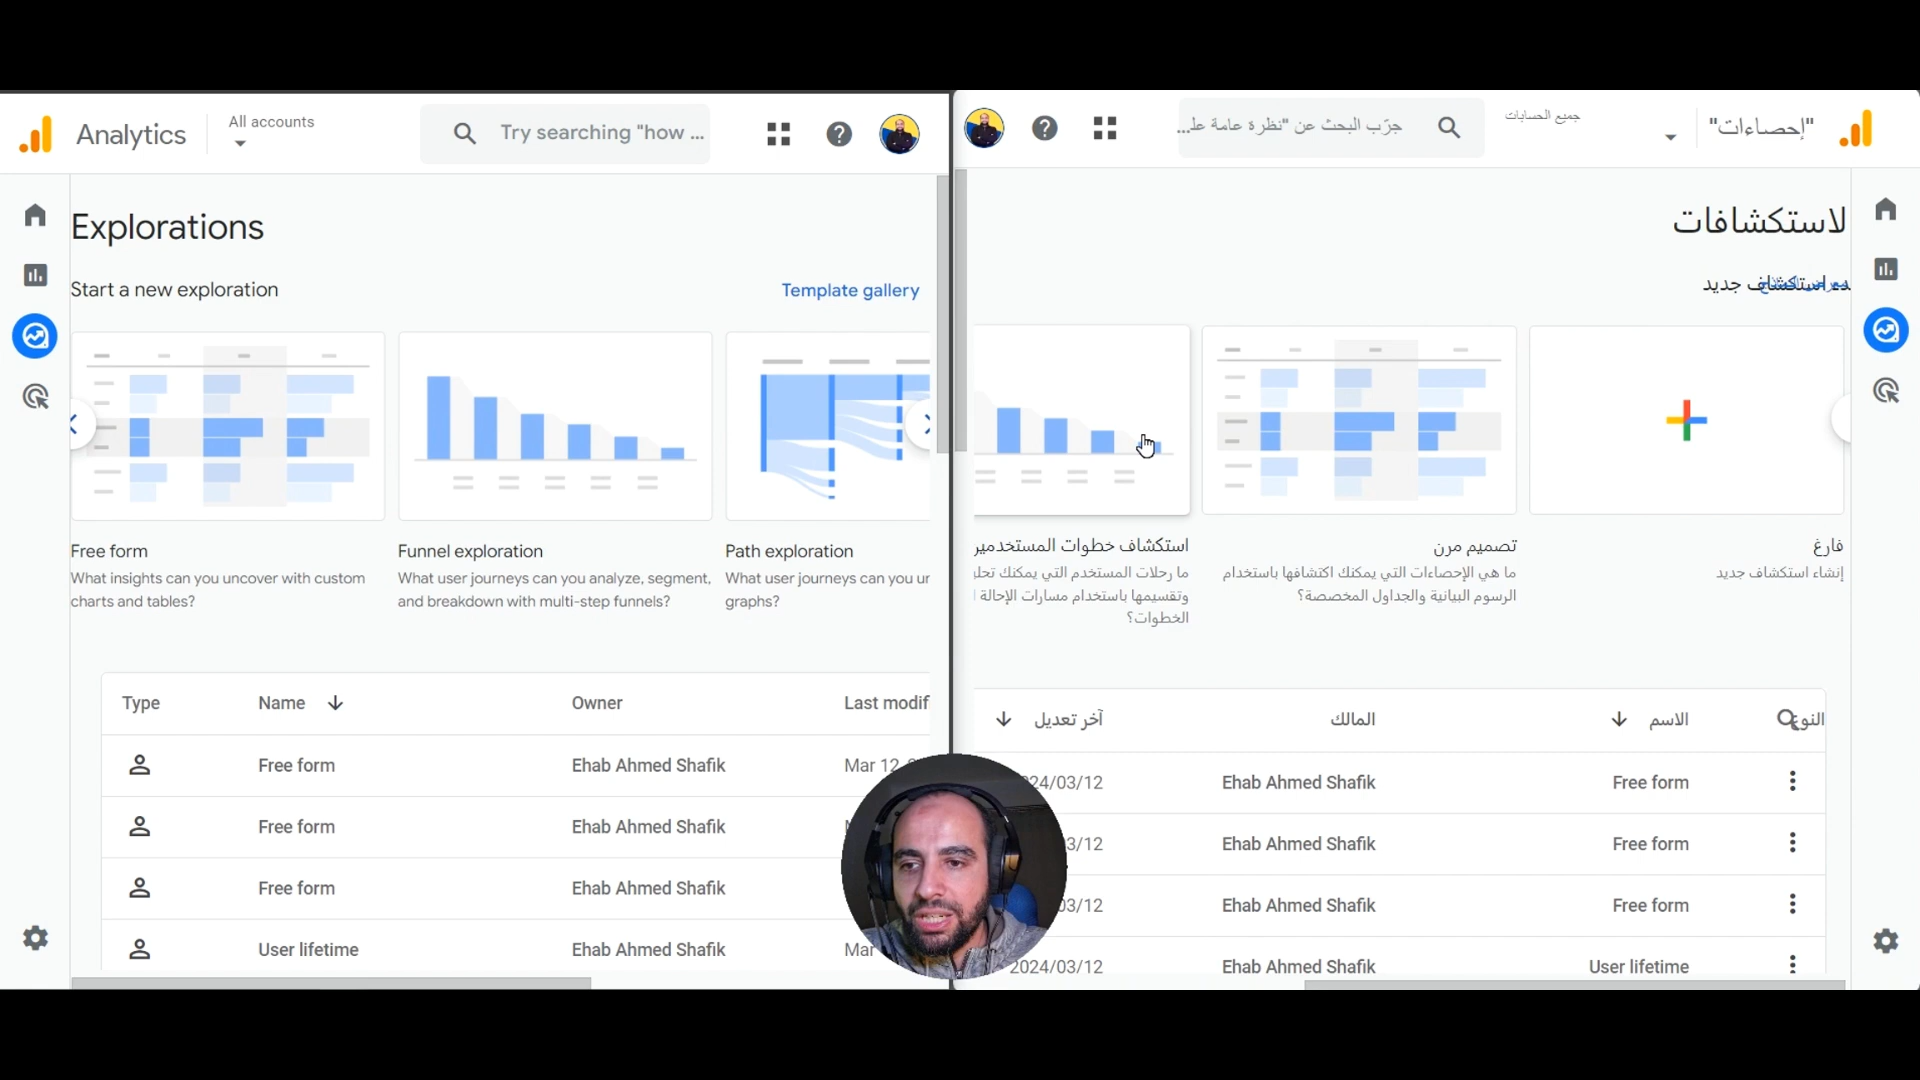 Analytics
All accounts
Try searching "how ...
Explorations
Start a new exploration
Template gallery
Free form
What insights can you uncover with custom
charts and tables?
Funnel exploration
What user journeys can you analyze, segment,
and breakdown with multi-step funnels?
Path exploration
What user journeys can you
graphs?
Type Name Owner Last modif
Free form Ehab Ahmed Shafik Mar 12,
Free form Ehab Ahmed Shafik
Free form Ehab Ahmed Shafik
User lifetime Ehab Ahmed Shafik Mar
"إحصاءات"
جميع الحسابات
جرّب البحث عن "نظرة عامة علـ...
لاستكشافات
استكشاف جديد
فارغ
إنشاء استكشاف جديد
تصميم مرن
ما هي الإحصاءات التي يمكنك اكتشافها باستخدام
الرسوم البيانية والجداول المخصصة؟
استكشاف خطوات المستخدمين
ما رحلات المستخدم التي يمكنك
وتقسيمها باستخدام مسارات الإحالة
الخطوات؟
النوع الاسم المالك آخر تعديل
Free form Ehab Ahmed Shafik 24/03/12
Free form Ehab Ahmed Shafik 3/12
Free form Ehab Ahmed Shafik 03/12
User lifetime Ehab Ahmed Shafik 2024/03/12